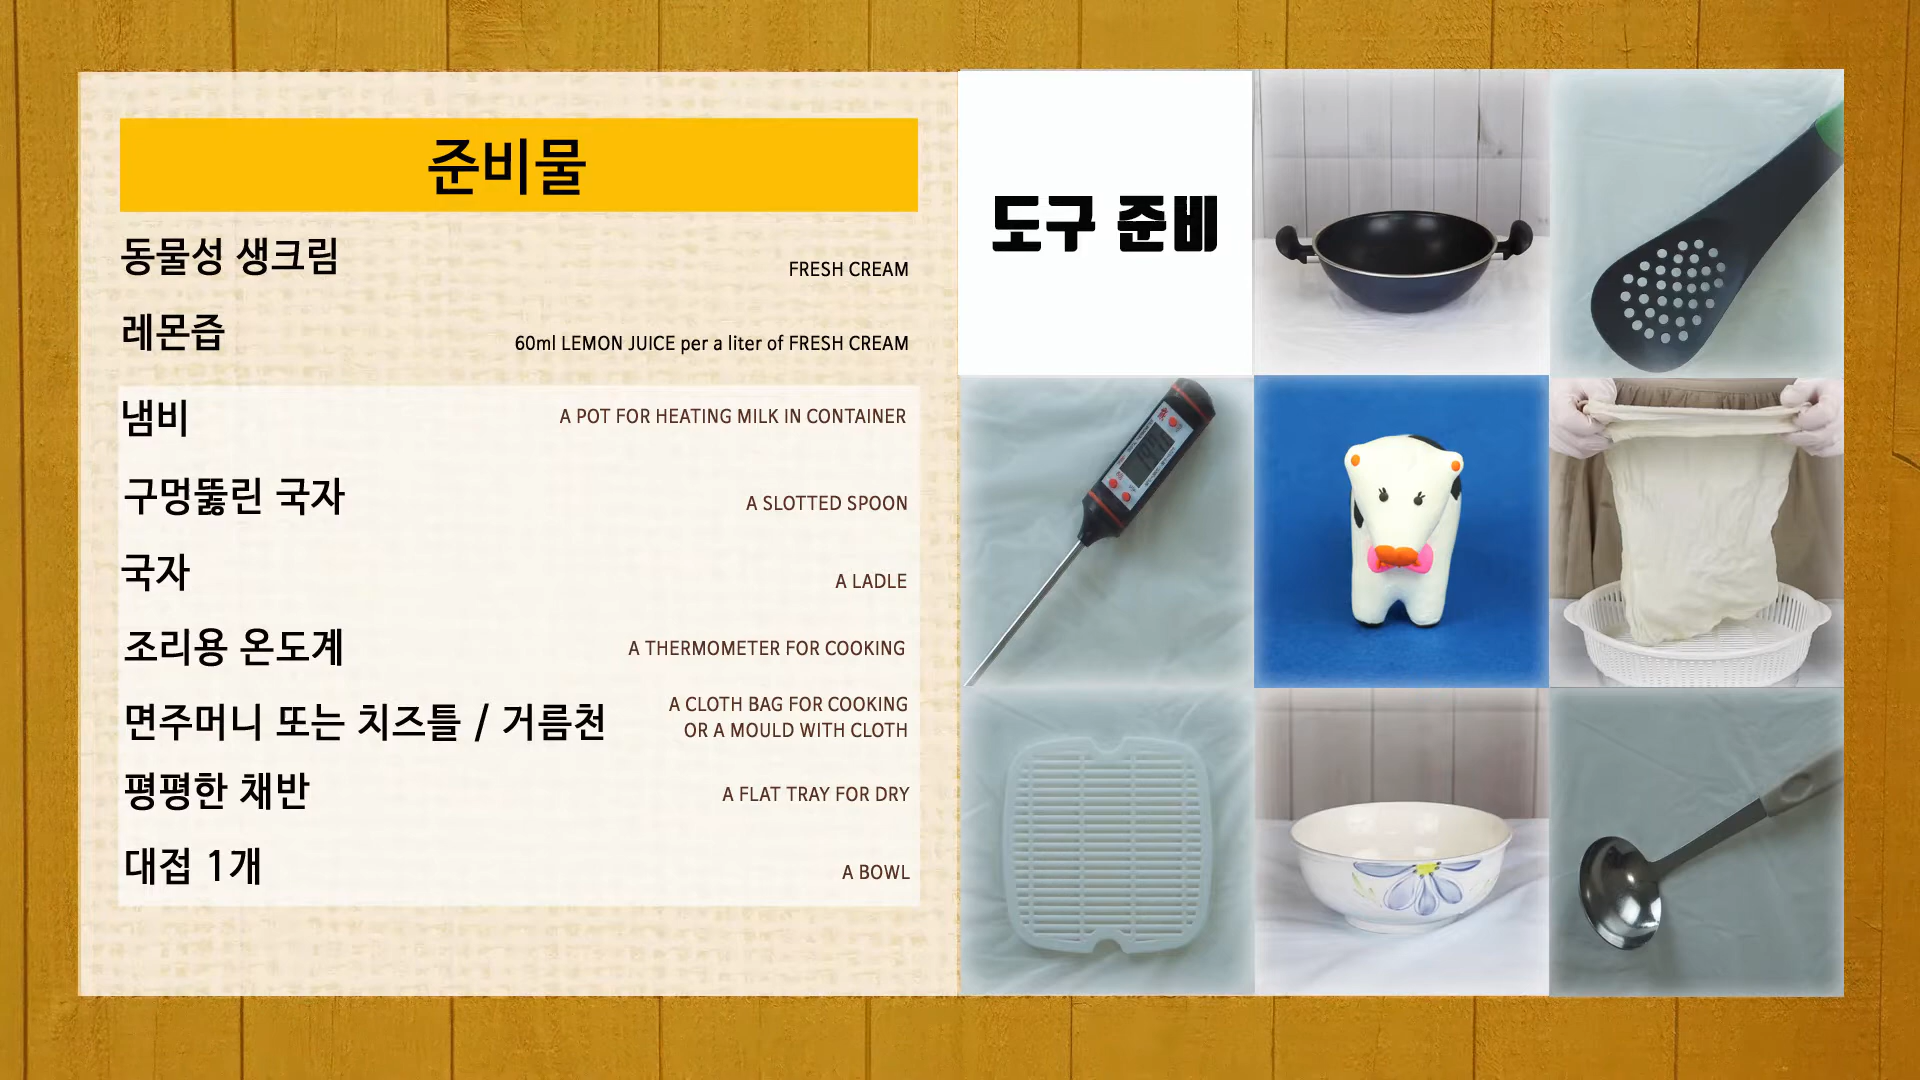 준비물
동물성 생크림
FRESH CREAM
레몬즙
60ml LEMON JUICE per a liter of FRESH CREAM
냄비
A POT FOR HEATING MILK IN CONTAINER
구멍뚫린 국자
A SLOTTED SPOON
국자
A LADLE
조리용 온도계
A THERMOMETER FOR COOKING
면주머니 또는 치즈틀 / 거름천
A CLOTH BAG FOR COOKING
OR A MOULD WITH CLOTH
평평한 채반
A FLAT TRAY FOR DRY
대접 1개
A BOWL
도구 준비